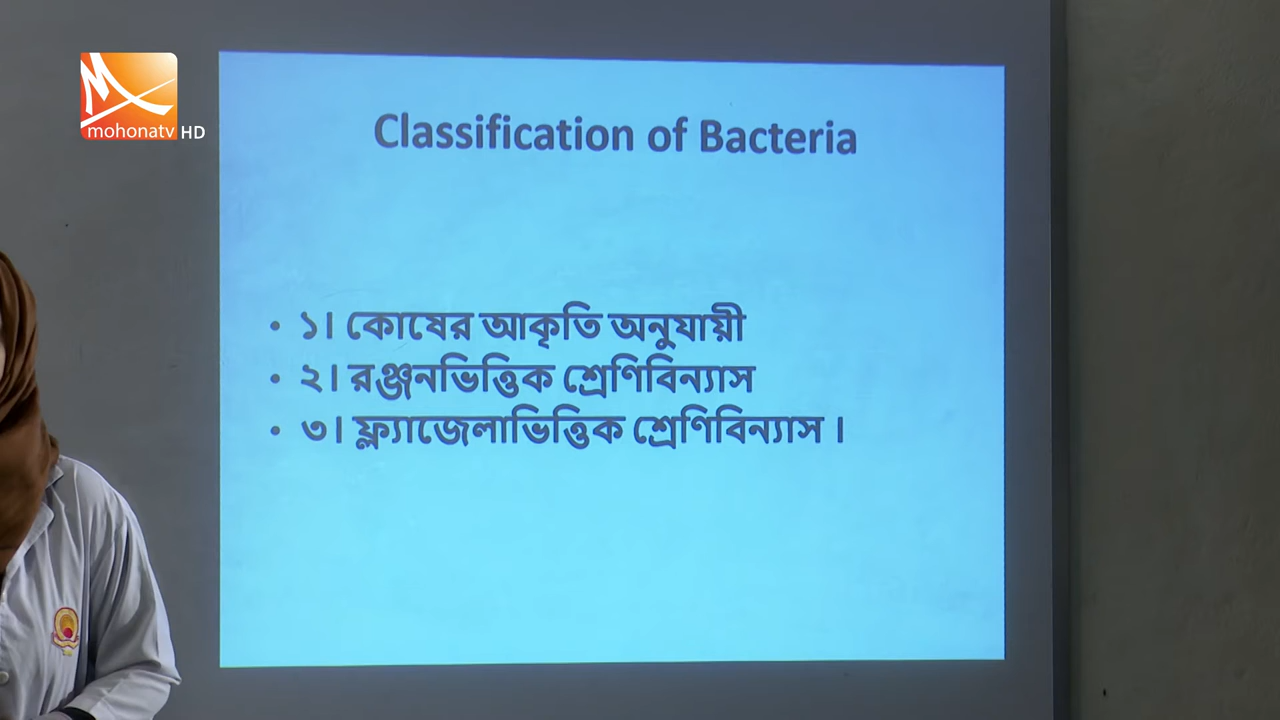 mohonatv HD
Classification of Bacteria
• ১। কোষের আকৃতি অনুযায়ী
• ২। রঞ্জনভিত্তিক শ্রেণিবিন্যাস
• ৩। ফ্ল্যাজেলাভিত্তিক শ্রেণিবিন্যাস ।